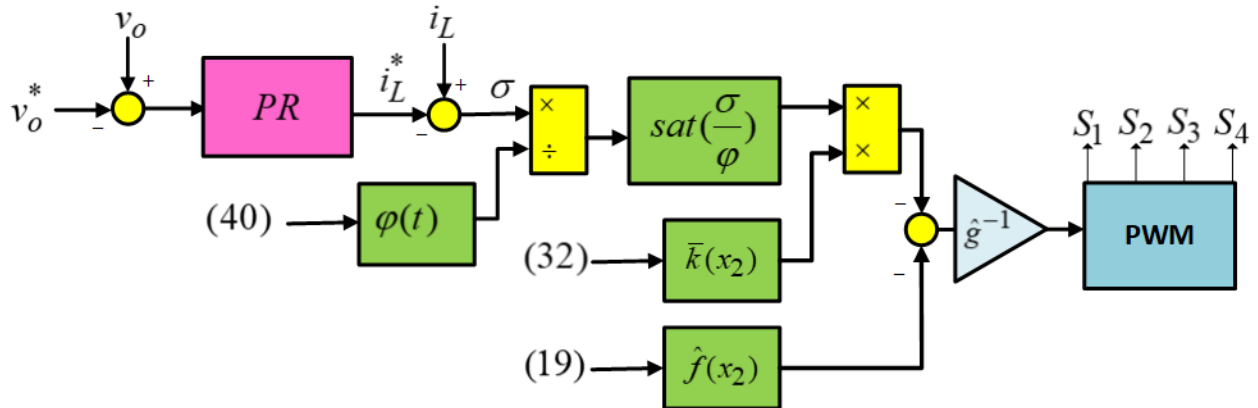 v_o
i_L
v_o^*
+
−
PR
i_L^*
+
−
σ
×
÷
sat(σ/φ)
×
×
S_1 S_2 S_3 S_4
(40)
φ(t)
(32)
k̄(x_2)
−
−
ĝ^{-1}
PWM
(19)
f̂(x_2)